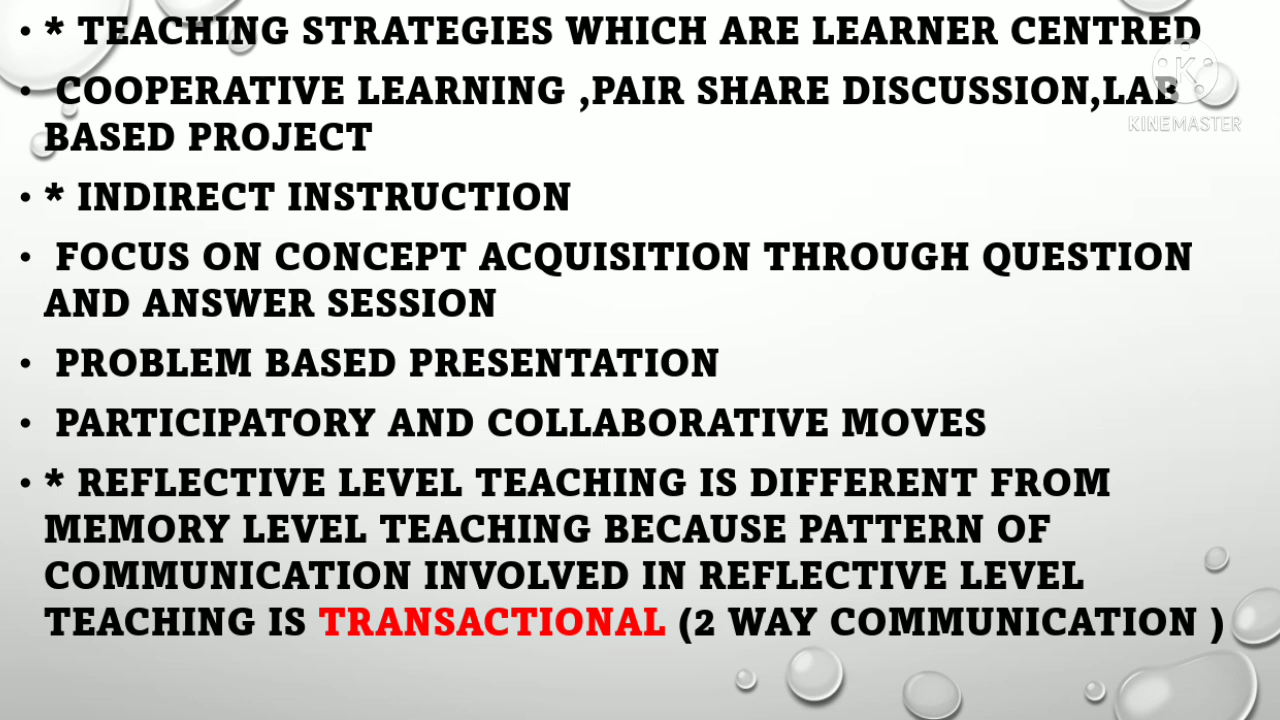 • * TEACHING STRATEGIES WHICH ARE LEARNER CENTRED
• COOPERATIVE LEARNING ,PAIR SHARE DISCUSSION,LAB
BASED PROJECT
• * INDIRECT INSTRUCTION
• FOCUS ON CONCEPT ACQUISITION THROUGH QUESTION
AND ANSWER SESSION
• PROBLEM BASED PRESENTATION
• PARTICIPATORY AND COLLABORATIVE MOVES
• * REFLECTIVE LEVEL TEACHING IS DIFFERENT FROM
MEMORY LEVEL TEACHING BECAUSE PATTERN OF
COMMUNICATION INVOLVED IN REFLECTIVE LEVEL
TEACHING IS TRANSACTIONAL (2 WAY COMMUNICATION )
K
KINEMASTER